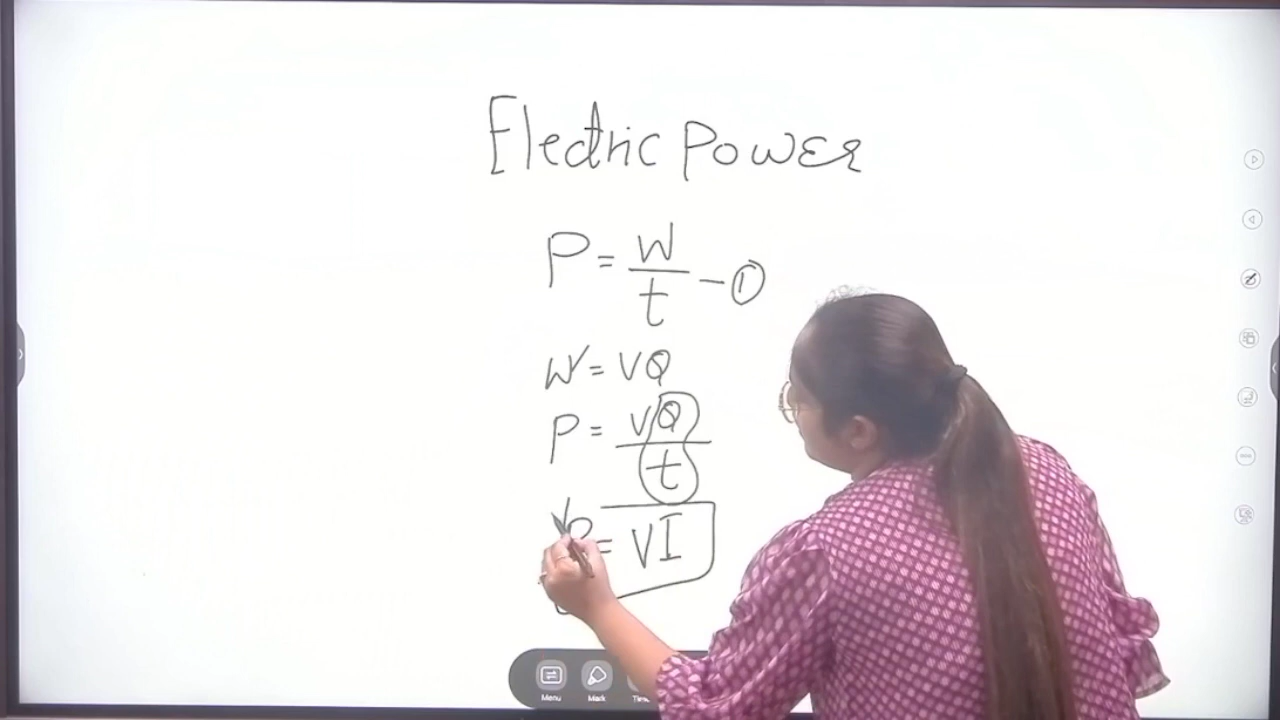 Electric Power
P = W/t - ①
W = VQ
P = VQ/t
P = VI
Menu
Mark